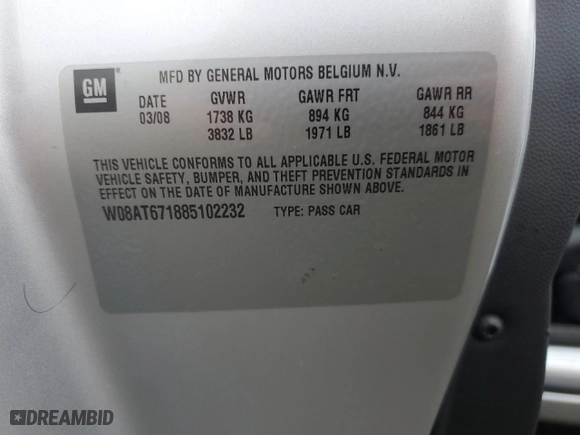 GM
MFD BY GENERAL MOTORS BELGIUM N.V.
DATE GVWR GAWR FRT GAWR RR
03/08 1738 KG 894 KG 844 KG
3832 LB 1971 LB 1861 LB
THIS VEHICLE CONFORMS TO ALL APPLICABLE U.S. FEDERAL MOTOR
VEHICLE SAFETY, BUMPER, AND THEFT PREVENTION STANDARDS IN
EFFECT ON THE DATE OF MANUFACTURE SHOWN ABOVE.
W08AT671885102232 TYPE: PASS CAR
DREAMBID